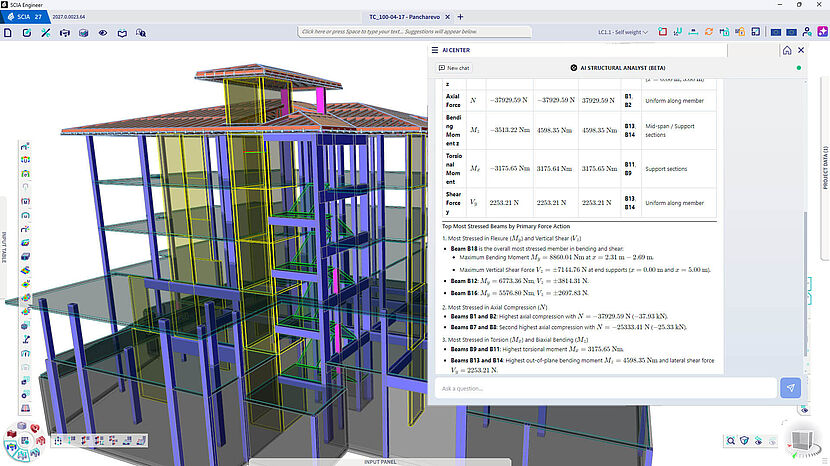 SCIA Engineer
SCIA 27
2027.0.0023.64
TC_100-04-17 - Pancharevo
Click here or press Space to type your text... Suggestions will appear below.
LC1.1 - Self weight
AI CENTER
New chat
AI STRUCTURAL ANALYST (BETA)
z
Axial Force N −37929.59 N −37929.59 N 37929.59 N B1, B2 Uniform along member
Bending Moment z M_z −3513.22 Nm 4598.35 Nm 4598.35 Nm B13, B14 Mid-span / Support sections
Torsional Moment M_x −3175.65 Nm 3175.64 Nm 3175.65 Nm B11, B9 Support sections
Shear Force y V_y 2253.21 N 2253.21 N 2253.21 N B13, B14 Uniform along member
Top Most Stressed Beams by Primary Force Action
1. Most Stressed in Flexure (M_y) and Vertical Shear (V_z)
• Beam B18 is the overall most stressed member in bending and shear:
◦ Maximum Bending Moment M_y = 8860.04 Nm at x = 2.31 m − 2.69 m.
◦ Maximum Vertical Shear Force V_z = ±7144.76 N at end supports (x = 0.00 m and x = 5.00 m).
• Beam B12: M_y = 6773.36 Nm, V_z = ±3814.31 N.
• Beam B16: M_y = 5576.80 Nm, V_z = ±2697.83 N.
2. Most Stressed in Axial Compression (N)
• Beams B1 and B2: Highest axial compression with N = −37929.59 N (−37.93 kN).
• Beams B7 and B8: Second highest axial compression with N = −25333.41 N (−25.33 kN).
3. Most Stressed in Torsion (M_x) and Biaxial Bending (M_z)
• Beams B9 and B11: Highest torsional moment M_x = 3175.65 Nm.
• Beams B13 and B14: Highest out-of-plane bending moment M_z = 4598.35 Nm and lateral shear force
V_y = 2253.21 N.
Ask a question...
INPUT TABLE
PROJECT DATA (1)
INPUT PANEL